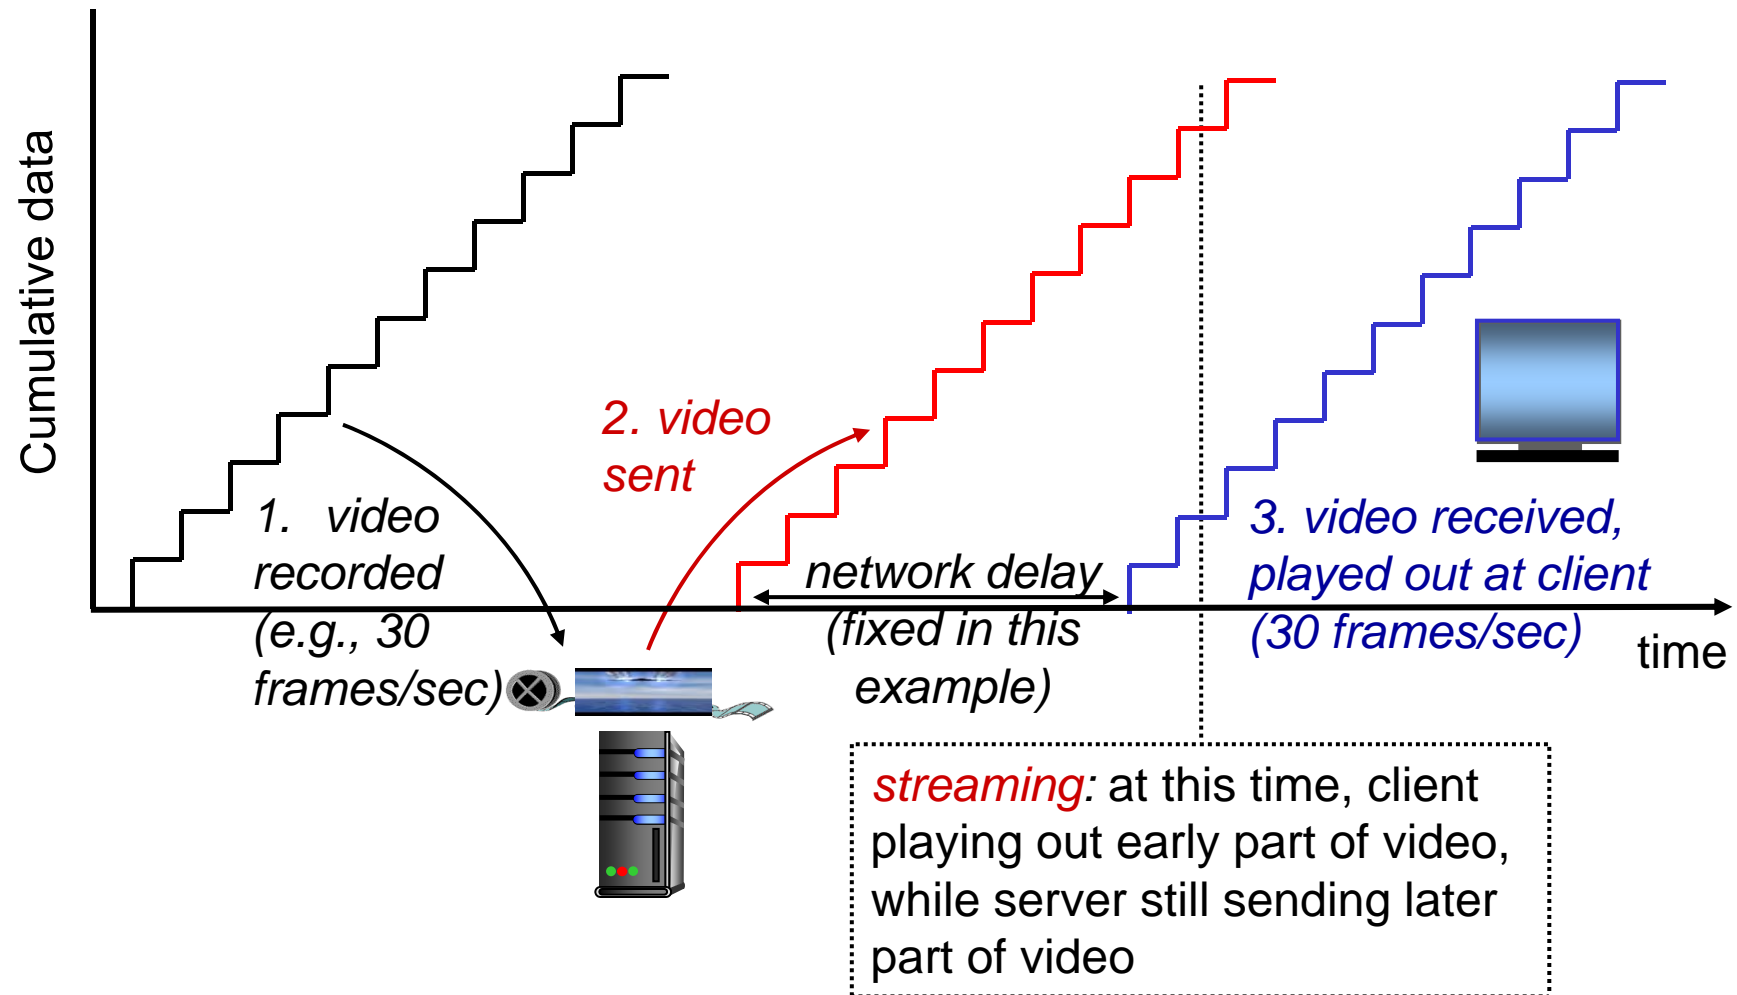 Cumulative data
1. video
recorded
(e.g., 30
frames/sec)
2. video
sent
network delay
(fixed in this
example)
3. video received,
played out at client
(30 frames/sec)
time
streaming: at this time, client
playing out early part of video,
while server still sending later
part of video